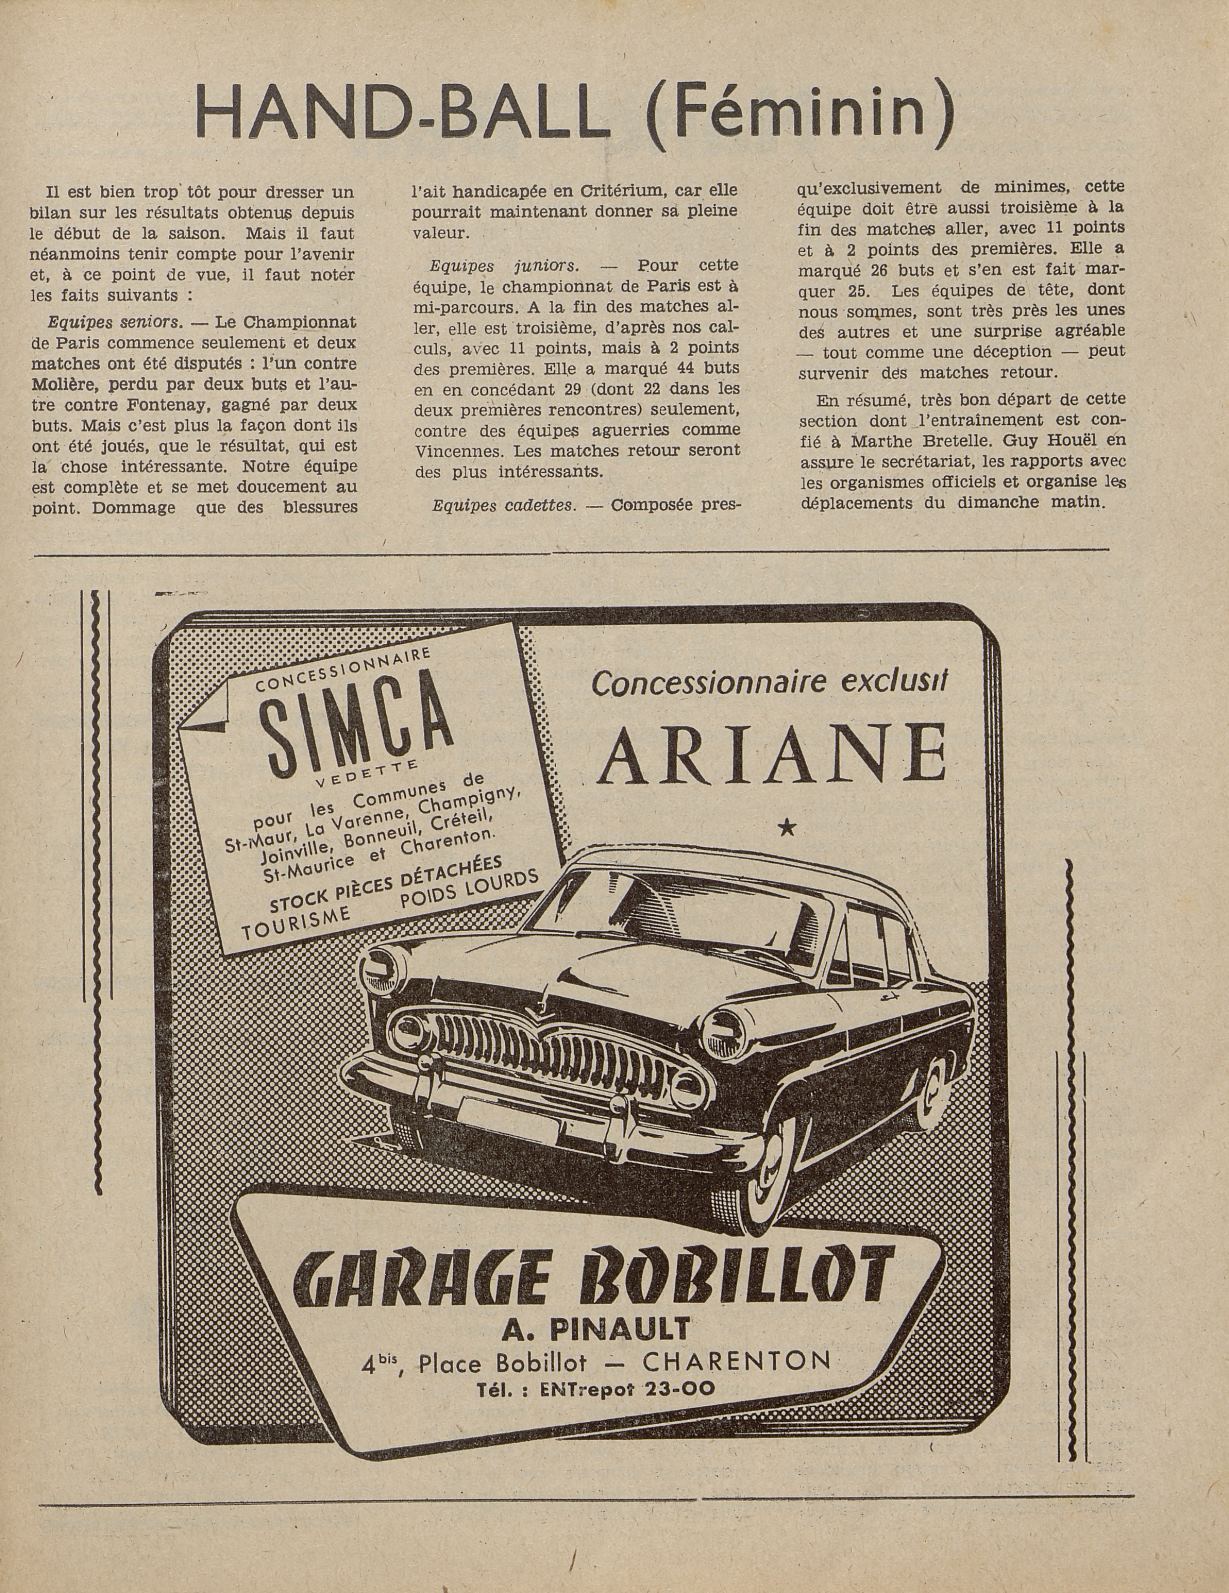 HAND-BALL (Féminin)
Il est bien trop tôt pour dresser un
bilan sur les résultats obtenus depuis
le début de la saison. Mais il faut
néanmoins tenir compte pour l'avenir
et, à ce point de vue, il faut noter
les faits suivants :
Equipes seniors. — Le Championnat
de Paris commence seulement et deux
matches ont été disputés : l'un contre
Molière, perdu par deux buts et l'au-
tre contre Fontenay, gagné par deux
buts. Mais c'est plus la façon dont ils
ont été joués, que le résultat, qui est
la chose intéressante. Notre équipe
est complète et se met doucement au
point. Dommage que des blessures
l'ait handicapée en Critérium, car elle
pourrait maintenant donner sa pleine
valeur.
Equipes juniors. — Pour cette
équipe, le championnat de Paris est à
mi-parcours. A la fin des matches al-
ler, elle est troisième, d'après nos cal-
culs, avec 11 points, mais à 2 points
des premières. Elle a marqué 44 buts
en en concédant 29 (dont 22 dans les
deux premières rencontres) seulement,
contre des équipes aguerries comme
Vincennes. Les matches retour seront
des plus intéressants.
Equipes cadettes. — Composée pres-
qu'exclusivement de minimes, cette
équipe doit être aussi troisième à la
fin des matches aller, avec 11 points
et à 2 points des premières. Elle a
marqué 26 buts et s'en est fait mar-
quer 25. Les équipes de tête, dont
nous sommes, sont très près les unes
des autres et une surprise agréable
— tout comme une déception — peut
survenir des matches retour.
En résumé, très bon départ de cette
section dont l'entraînement est con-
fié à Marthe Bretelle. Guy Houël en
assure le secrétariat, les rapports avec
les organismes officiels et organise les
déplacements du dimanche matin.
CONCESSIONNAIRE
SIMCA
VEDETTE
pour les Communes de
St-Maur, La Varenne, Champigny,
Joinville, Bonneuil, Créteil,
St-Maurice et Charenton.
STOCK PIÈCES DÉTACHÉES
TOURISME POIDS LOURDS
Concessionnaire exclusif
ARIANE
★
GARAGE BOBILLOT
A. PINAULT
4bis, Place Bobillot — CHARENTON
Tél. : ENTrepot 23-00